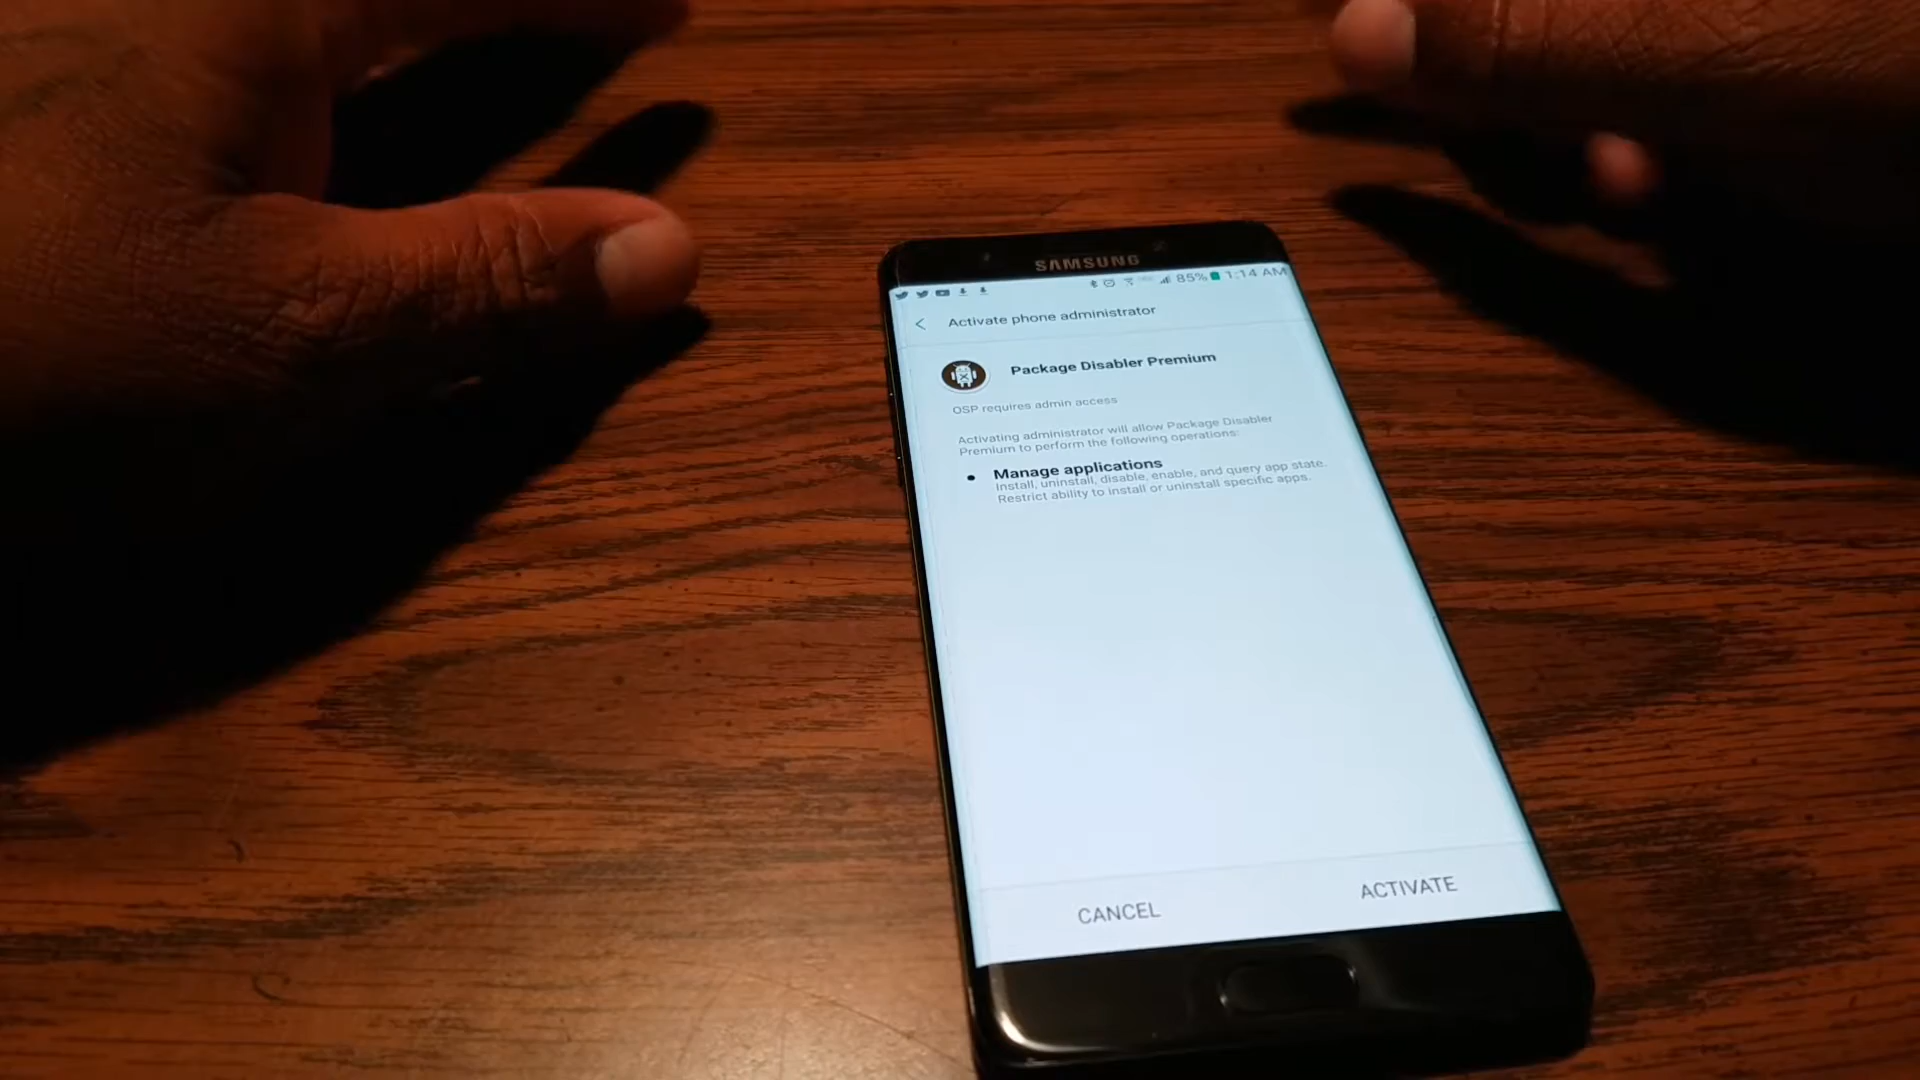 SAMSUNG
85% 1:14 AM
Activate phone administrator
Package Disabler Premium
OSP requires admin access
Activating administrator will allow Package Disabler
Premium to perform the following operations:
Manage applications
Install, uninstall, disable, enable, and query app state.
Restrict ability to install or uninstall specific apps.
CANCEL
ACTIVATE